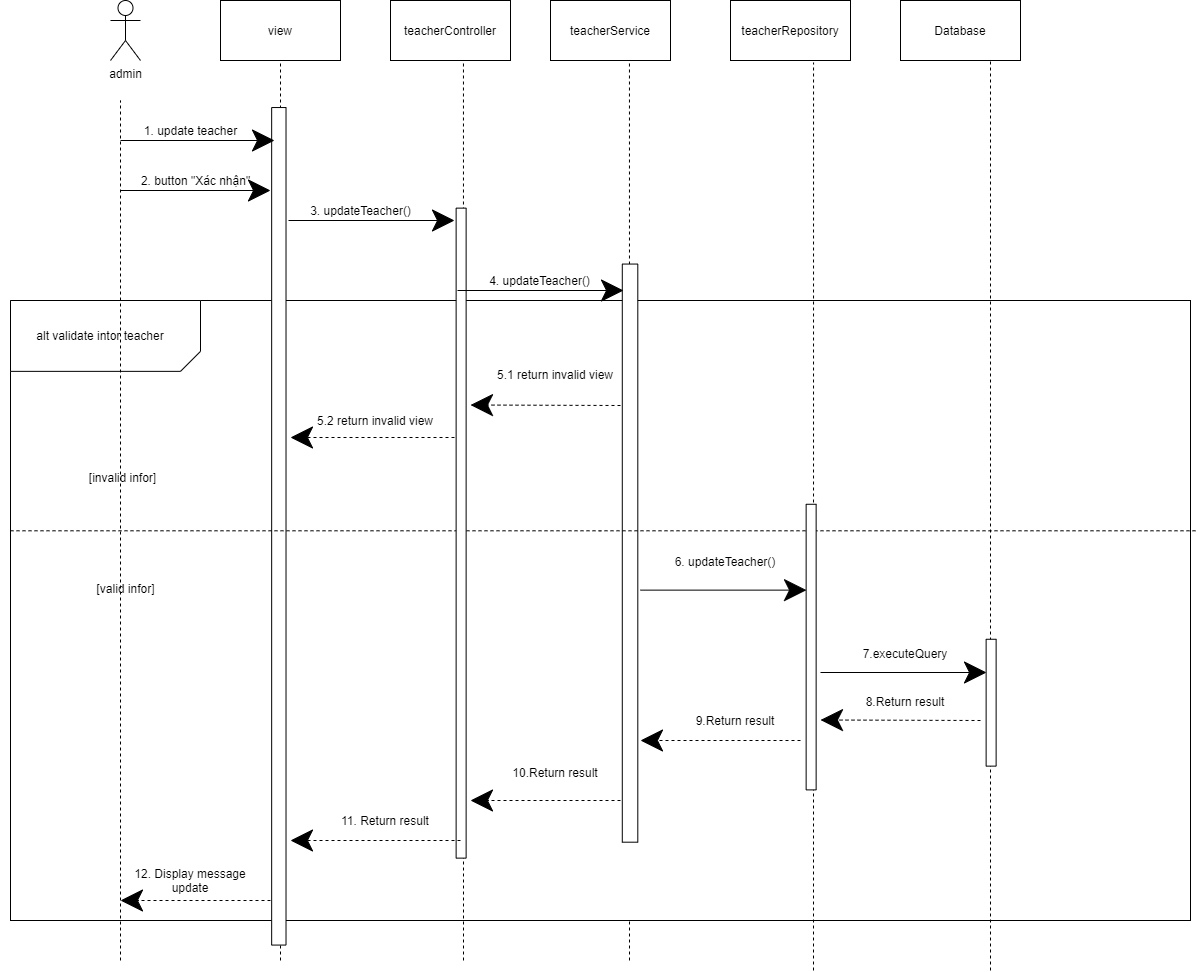 view
teacherController
teacherService
teacherRepository
Database
admin
1. update teacher
2. button "Xác nhận"
3. updateTeacher()
4. updateTeacher()
alt validate intor teacher
5.1 return invalid view
5.2 return invalid view
[invalid infor]
6. updateTeacher()
[valid infor]
7.executeQuery
8.Return result
9.Return result
10.Return result
11. Return result
12. Display message
update